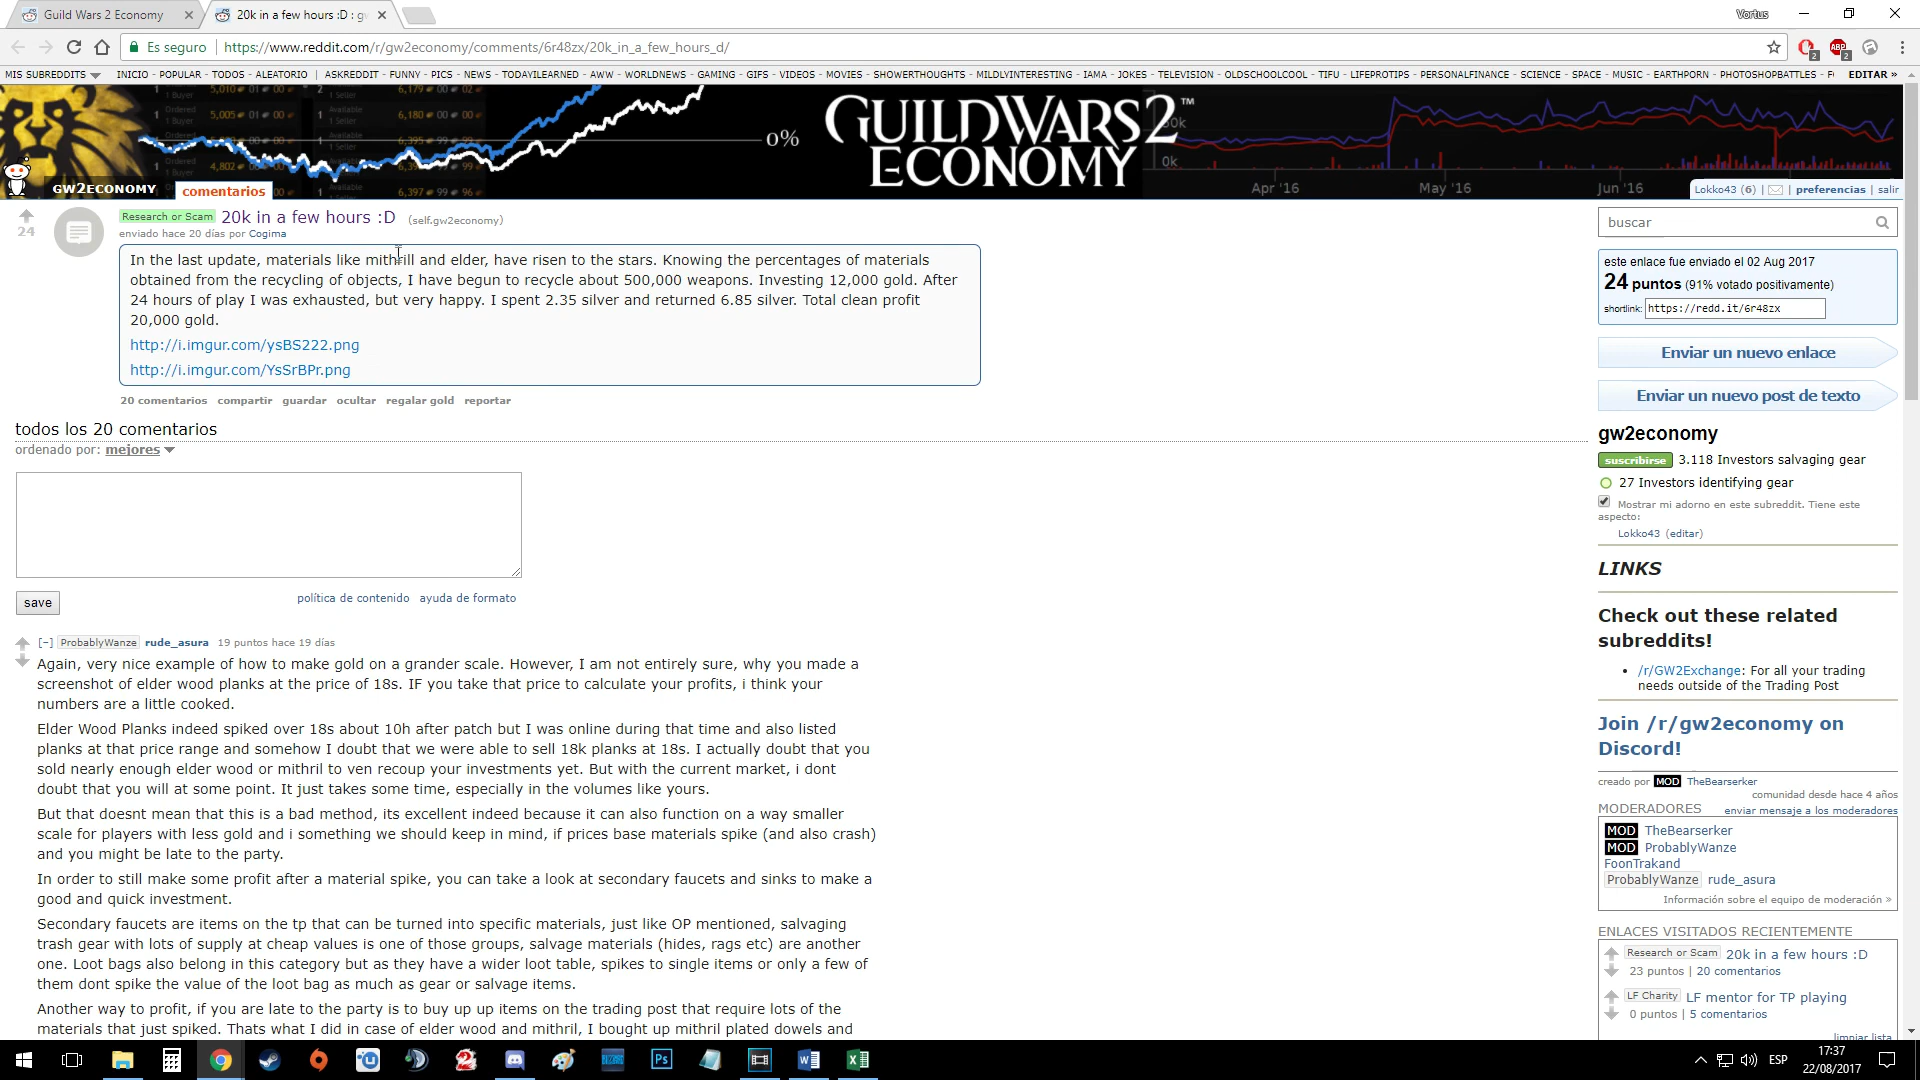 Guild Wars 2 Economy
20k in a few hours :D : gw
Vortus
Es seguro
https://www.reddit.com/r/gw2economy/comments/6r48zx/20k_in_a_few_hours_d/
MIS SUBREDDITS INICIO - POPULAR - TODOS - ALEATORIO | ASKREDDIT - FUNNY - PICS - NEWS - TODAYILEARNED - AWW - WORLDNEWS - GAMING - GIFS - VIDEOS - MOVIES - SHOWERTHOUGHTS - MILDLYINTERESTING - IAMA - JOKES - TELEVISION - OLDSCHOOLCOOL - TIFU - LIFEPROTIPS - PERSONALFINANCE - SCIENCE - SPACE - MUSIC - EARTHPORN - PHOTOSHOPBATTLES - EDITAR »
GUILD WARS 2™
ECONOMY
0%
0k
Apr '16 May '16 Jun '16
GW2ECONOMY comentarios
Lokko43 (6) | preferencias | salir
24
Research or Scam 20k in a few hours :D (self.gw2economy)
enviado hace 20 días por Cogima
In the last update, materials like mithrill and elder, have risen to the stars. Knowing the percentages of materials
obtained from the recycling of objects, I have begun to recycle about 500,000 weapons. Investing 12,000 gold. After
24 hours of play I was exhausted, but very happy. I spent 2.35 silver and returned 6.85 silver. Total clean profit
20,000 gold.
http://i.imgur.com/ysBS222.png
http://i.imgur.com/YsSrBPr.png
20 comentarios compartir guardar ocultar regalar gold reportar
todos los 20 comentarios
ordenado por: mejores
save
política de contenido ayuda de formato
[-] ProbablyWanze rude_asura 19 puntos hace 19 días
Again, very nice example of how to make gold on a grander scale. However, I am not entirely sure, why you made a
screenshot of elder wood planks at the price of 18s. IF you take that price to calculate your profits, i think your
numbers are a little cooked.
Elder Wood Planks indeed spiked over 18s about 10h after patch but I was online during that time and also listed
planks at that price range and somehow I doubt that we were able to sell 18k planks at 18s. I actually doubt that you
sold nearly enough elder wood or mithril to ven recoup your investments yet. But with the current market, i dont
doubt that you will at some point. It just takes some time, especially in the volumes like yours.
But that doesnt mean that this is a bad method, its excellent indeed because it can also function on a way smaller
scale for players with less gold and i something we should keep in mind, if prices base materials spike (and also crash)
and you might be late to the party.
In order to still make some profit after a material spike, you can take a look at secondary faucets and sinks to make a
good and quick investment.
Secondary faucets are items on the tp that can be turned into specific materials, just like OP mentioned, salvaging
trash gear with lots of supply at cheap values is one of those groups, salvage materials (hides, rags etc) are another
one. Loot bags also belong in this category but as they have a wider loot table, spikes to single items or only a few of
them dont spike the value of the loot bag as much as gear or salvage items.
Another way to profit, if you are late to the party is to buy up up items on the trading post that require lots of the
materials that just spiked. Thats what I did in case of elder wood and mithril, I bought up mithril plated dowels and
buscar
este enlace fue enviado el 02 Aug 2017
24 puntos (91% votado positivamente)
shortlink: https://redd.it/6r48zx
Enviar un nuevo enlace
Enviar un nuevo post de texto
gw2economy
suscribirse 3.118 Investors salvaging gear
27 Investors identifying gear
Mostrar mi adorno en este subreddit. Tiene este
aspecto:
Lokko43 (editar)
LINKS
Check out these related
subreddits!
/r/GW2Exchange: For all your trading
needs outside of the Trading Post
Join /r/gw2economy on
Discord!
creado por MOD TheBearserker
comunidad desde hace 4 años
MODERADORES enviar mensaje a los moderadores
MOD TheBearserker
MOD ProbablyWanze
FoonTrakand
ProbablyWanze rude_asura
Información sobre el equipo de moderación »
ENLACES VISITADOS RECIENTEMENTE
Research or Scam 20k in a few hours :D
23 puntos | 20 comentarios
LF Charity LF mentor for TP playing
0 puntos | 5 comentarios
limpiar lista
ESP
17:37
22/08/2017